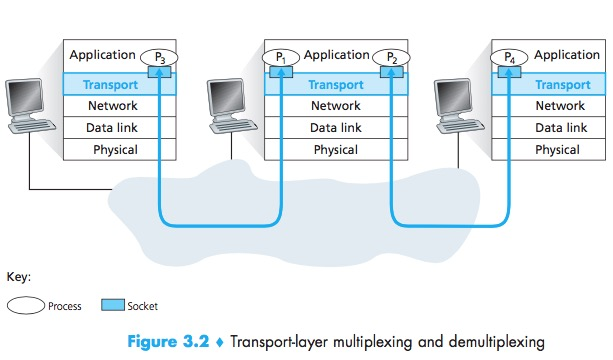 Application P3
Transport
Network
Data link
Physical
P1 Application P2
Transport
Network
Data link
Physical
P4 Application
Transport
Network
Data link
Physical
Key:
Process
Socket
Figure 3.2 ♦ Transport-layer multiplexing and demultiplexing